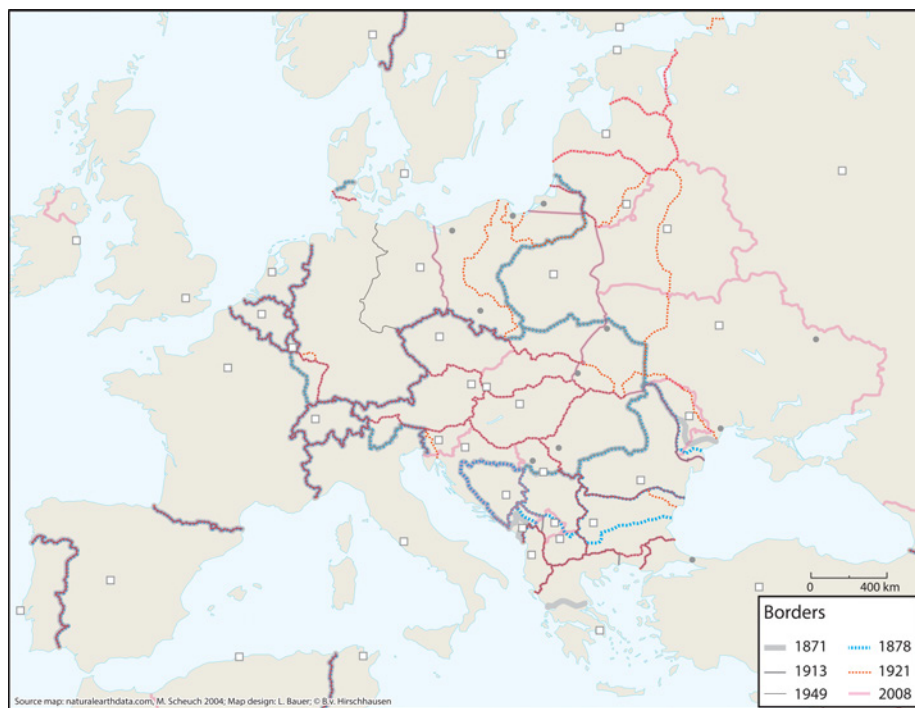 0 400 km
Borders
1871 1878
1913 1921
1949 2008
Source map: naturalearthdata.com, M. Scheuch 2004; Map design: L. Bauer; © B.v. Hirschhausen